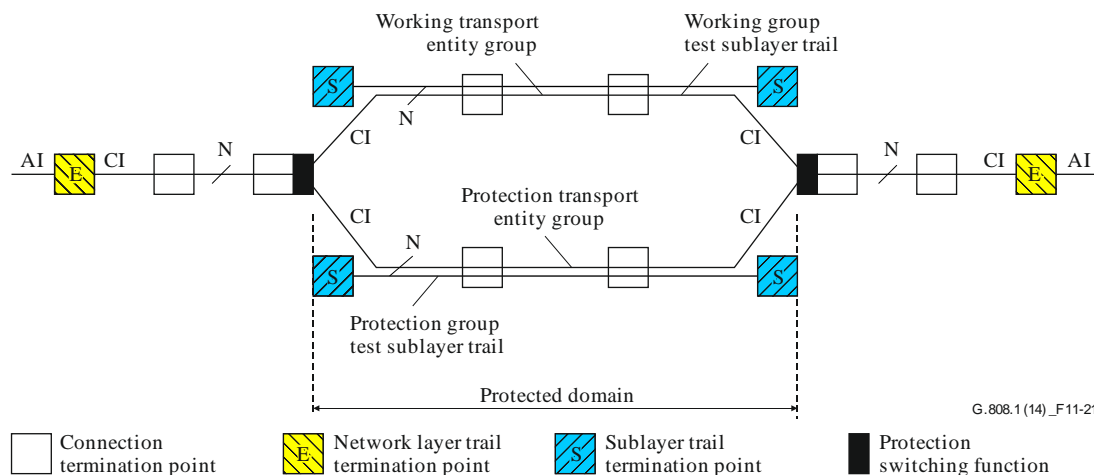 Working transport
entity group
Working group
test sublayer trail
S
S
N
CI
CI
AI
E
CI
N
N
CI
E
AI
CI
Protection transport
entity group
CI
N
S
S
Protection group
test sublayer trail
Protected domain
G.808.1(14)_F11-21
Connection
termination point
E
Network layer trail
termination point
S
Sublayer trail
termination point
Protection
switching function